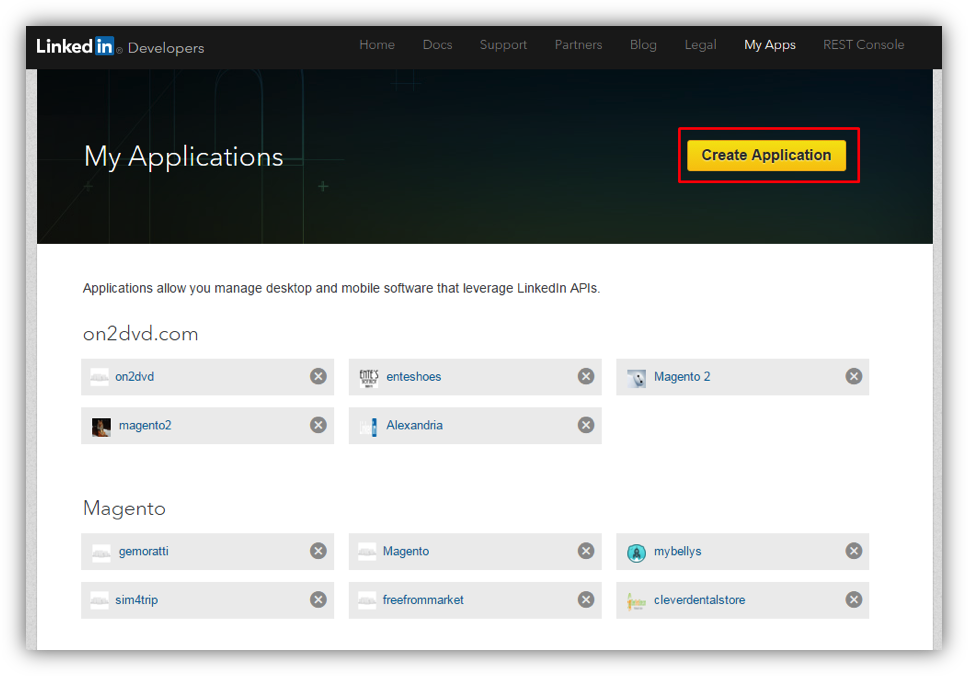 Linked in® Developers
Home Docs Support Partners Blog Legal My Apps REST Console
My Applications
Create Application
Applications allow you manage desktop and mobile software that leverage LinkedIn APIs.
on2dvd.com
on2dvd enteshoes Magento 2
magento2 Alexandria
Magento
gemoratti Magento mybellys
sim4trip freefrommarket cleverdentalstore